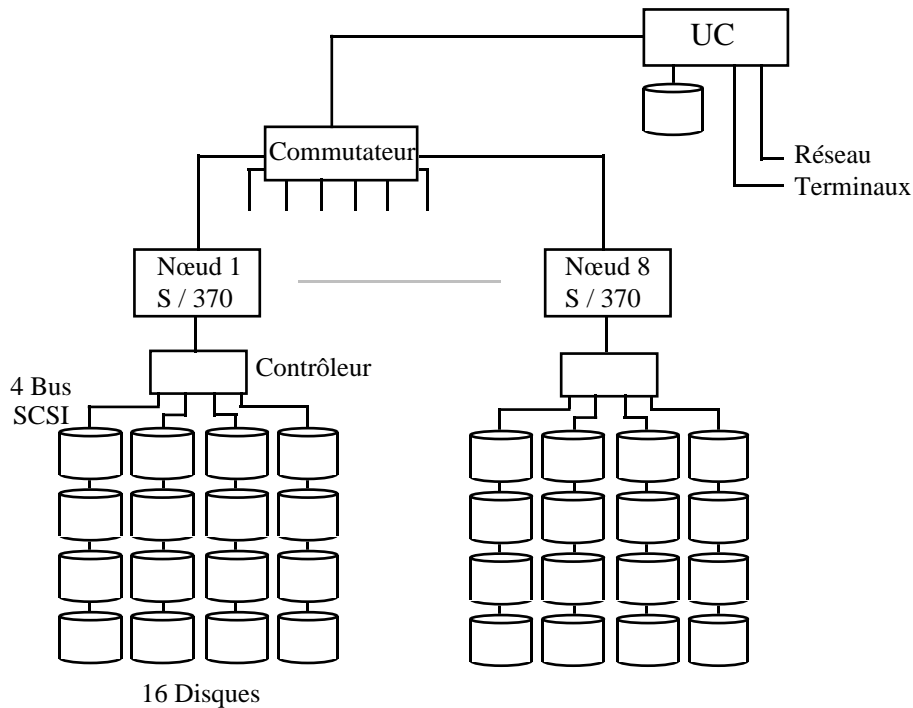 UC
Commutateur
Réseau
Terminaux
Nœud 1
S / 370
Nœud 8
S / 370
Contrôleur
4 Bus
SCSI
16 Disques